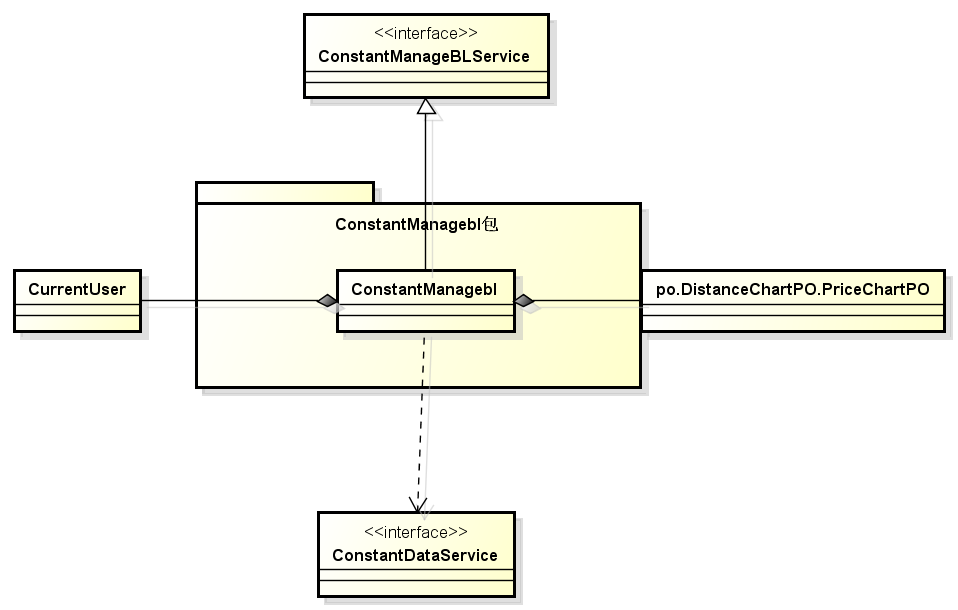 <<interface>>
ConstantManageBLService
ConstantManagebl包
CurrentUser
ConstantManagebl
po.DistanceChartPO.PriceChartPO
<<interface>>
ConstantDataService